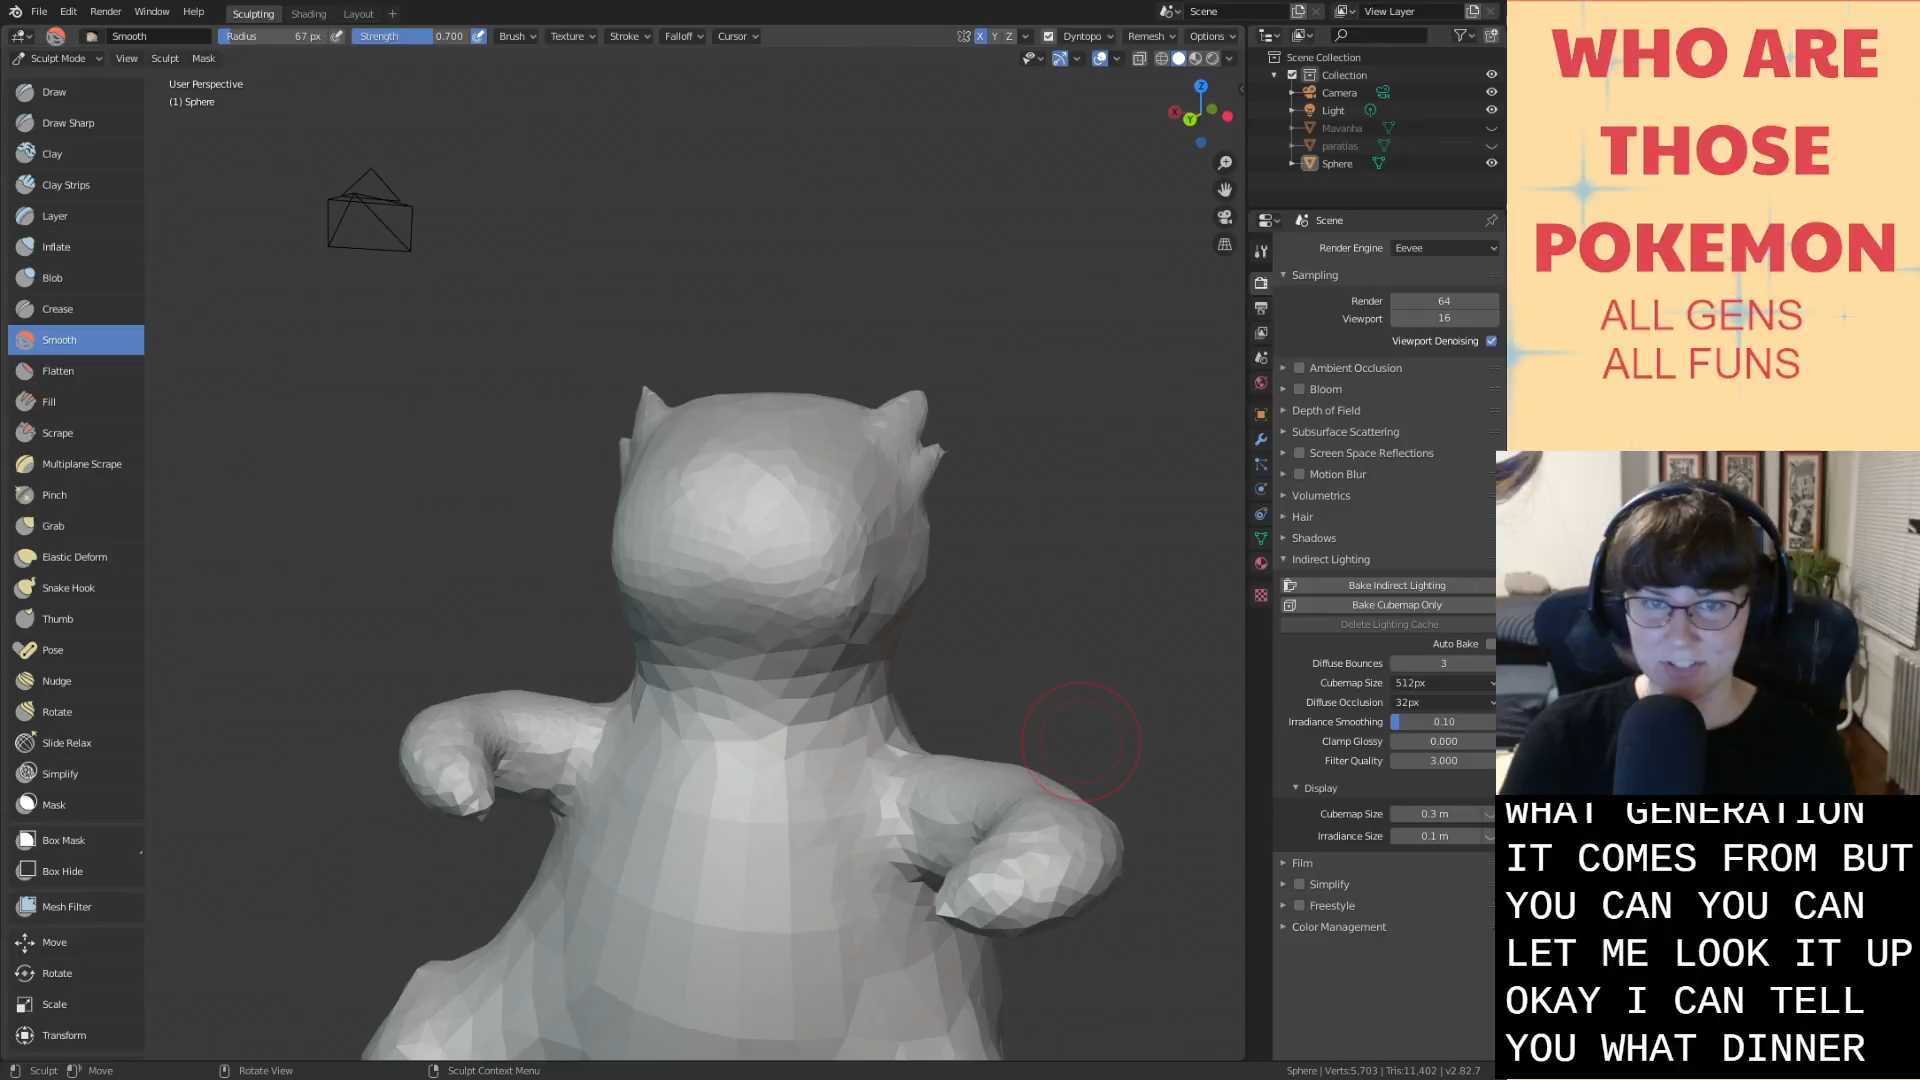 File Edit Render Window Help Sculpting Shading Layout +
Scene View Layer
Smooth Radius 67 px Strength 0.700 Brush Texture Stroke Falloff Cursor X Y Z Dyntopo Remesh Options
Sculpt Mode View Sculpt Mask
Draw
Draw Sharp
Clay
Clay Strips
Layer
Inflate
Blob
Crease
Smooth
Flatten
Fill
Scrape
Multiplane Scrape
Pinch
Grab
Elastic Deform
Snake Hook
Thumb
Pose
Nudge
Rotate
Slide Relax
Simplify
Mask
Box Mask
Box Hide
Mesh Filter
Move
Rotate
Scale
Transform
User Perspective
(1) Sphere
Z
X
Y
Scene Collection
Collection
Camera
Light
Mavanha
paratias
Sphere
Scene
Render Engine Eevee
Sampling
Render 64
Viewport 16
Viewport Denoising
Ambient Occlusion
Bloom
Depth of Field
Subsurface Scattering
Screen Space Reflections
Motion Blur
Volumetrics
Hair
Shadows
Indirect Lighting
Bake Indirect Lighting
Bake Cubemap Only
Delete Lighting Cache
Auto Bake
Diffuse Bounces 3
Cubemap Size 512px
Diffuse Occlusion 32px
Irradiance Smoothing 0.10
Clamp Glossy 0.000
Filter Quality 3.000
Display
Cubemap Size 0.3 m
Irradiance Size 0.1 m
Film
Simplify
Freestyle
Color Management
Sculpt Move Rotate View Sculpt Context Menu
Sphere | Verts:5,703 | Tris:11,402 | v2.82.7
WHO ARE
THOSE
POKEMON
ALL GENS
ALL FUNS
WHAT GENERATION
IT COMES FROM BUT
YOU CAN YOU CAN
LET ME LOOK IT UP
OKAY I CAN TELL
YOU WHAT DINNER